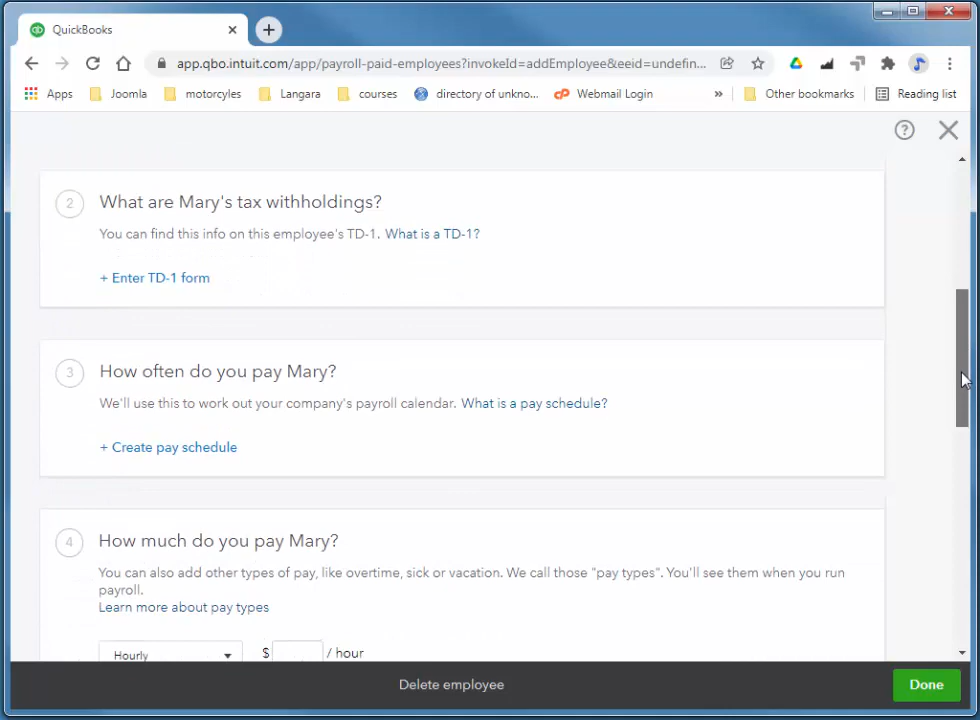 QuickBooks
app.qbo.intuit.com/app/payroll-paid-employees?invokeId=addEmployee&eeid=undefin...
Apps Joomla motorcyles Langara courses directory of unkno... Webmail Login » Other bookmarks Reading list
2 What are Mary's tax withholdings?
You can find this info on this employee's TD-1. What is a TD-1?
+ Enter TD-1 form
3 How often do you pay Mary?
We'll use this to work out your company's payroll calendar. What is a pay schedule?
+ Create pay schedule
4 How much do you pay Mary?
You can also add other types of pay, like overtime, sick or vacation. We call those "pay types". You'll see them when you run
payroll.
Learn more about pay types
Hourly $ / hour
Delete employee Done